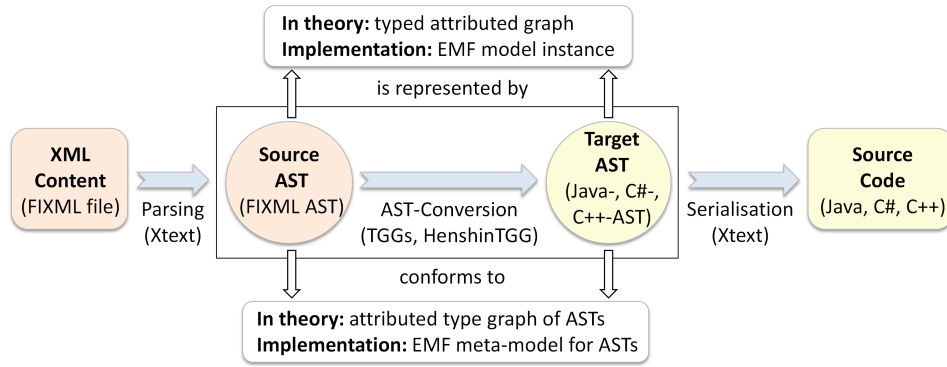 In theory: typed attributed graph
Implementation: EMF model instance
is represented by
XML
Content
(FIXML file)
Parsing
(Xtext)
Source
AST
(FIXML AST)
AST-Conversion
(TGGs, HenshinTGG)
Target
AST
(Java-, C#-,
C++-AST)
Serialisation
(Xtext)
Source
Code
(Java, C#, C++)
conforms to
In theory: attributed type graph of ASTs
Implementation: EMF meta-model for ASTs